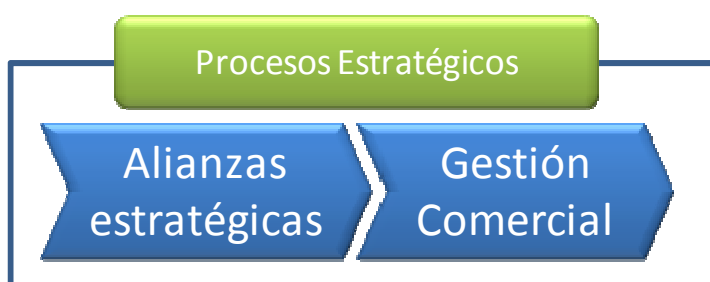 Procesos Estratégicos
Alianzas
estratégicas
Gestión
Comercial